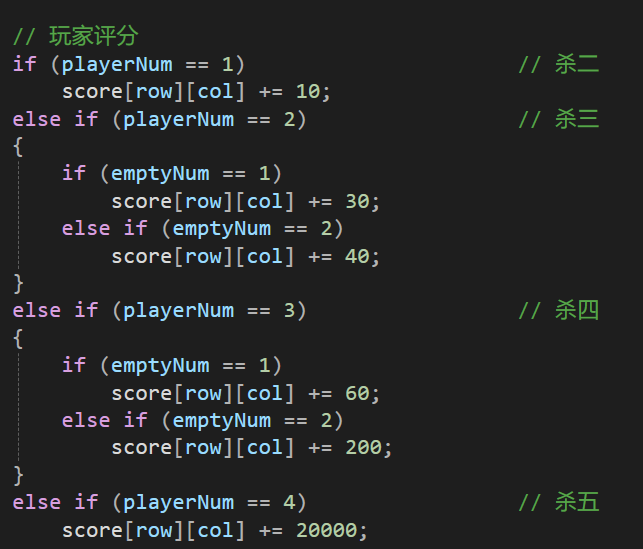 // 玩家评分
if (playerNum == 1) // 杀二
score[row][col] += 10;
else if (playerNum == 2) // 杀三
{
if (emptyNum == 1)
score[row][col] += 30;
else if (emptyNum == 2)
score[row][col] += 40;
}
else if (playerNum == 3) // 杀四
{
if (emptyNum == 1)
score[row][col] += 60;
else if (emptyNum == 2)
score[row][col] += 200;
}
else if (playerNum == 4) // 杀五
score[row][col] += 20000;